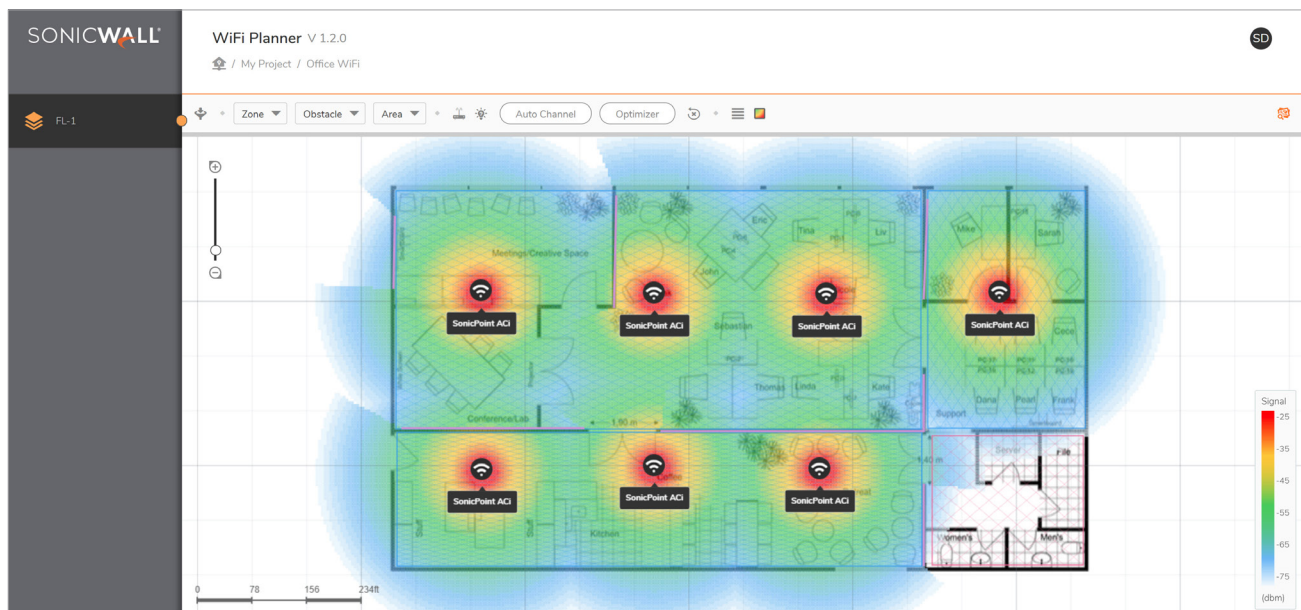 SONICWALL
WiFi Planner V 1.2.0
SD
/ My Project / Office WiFi
FL-1
Zone
Obstacle
Area
Auto Channel
Optimizer
Meetings/Creative Space
Eric
Tina
Liv
Mike
Sarah
John
SonicPoint ACi
SonicPoint ACi
SonicPoint ACi
SonicPoint ACi
Sebastian
Cece
Thomas
Linda
Kate
Dana
Pearl
Frank
Support
Conference/Lab
1,90 m
1,40 m
Server
File
Coffee
SonicPoint ACi
SonicPoint ACi
SonicPoint ACi
Staff
Staff
Kitchen
Women's
Men's
0 78 156 234ft
Signal
-25
-35
-45
-55
-65
-75
(dbm)